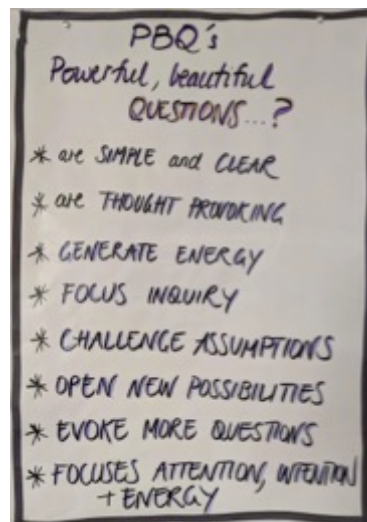 PBQ's
Powerful, beautiful
QUESTIONS...?
* are SIMPLE and CLEAR
* are THOUGHT PROVOKING
* GENERATE ENERGY
* FOCUS INQUIRY
* CHALLENGE ASSUMPTIONS
* OPEN NEW POSSIBILITIES
* EVOKE MORE QUESTIONS
* FOCUSES ATTENTION, INTENTION
+ ENERGY